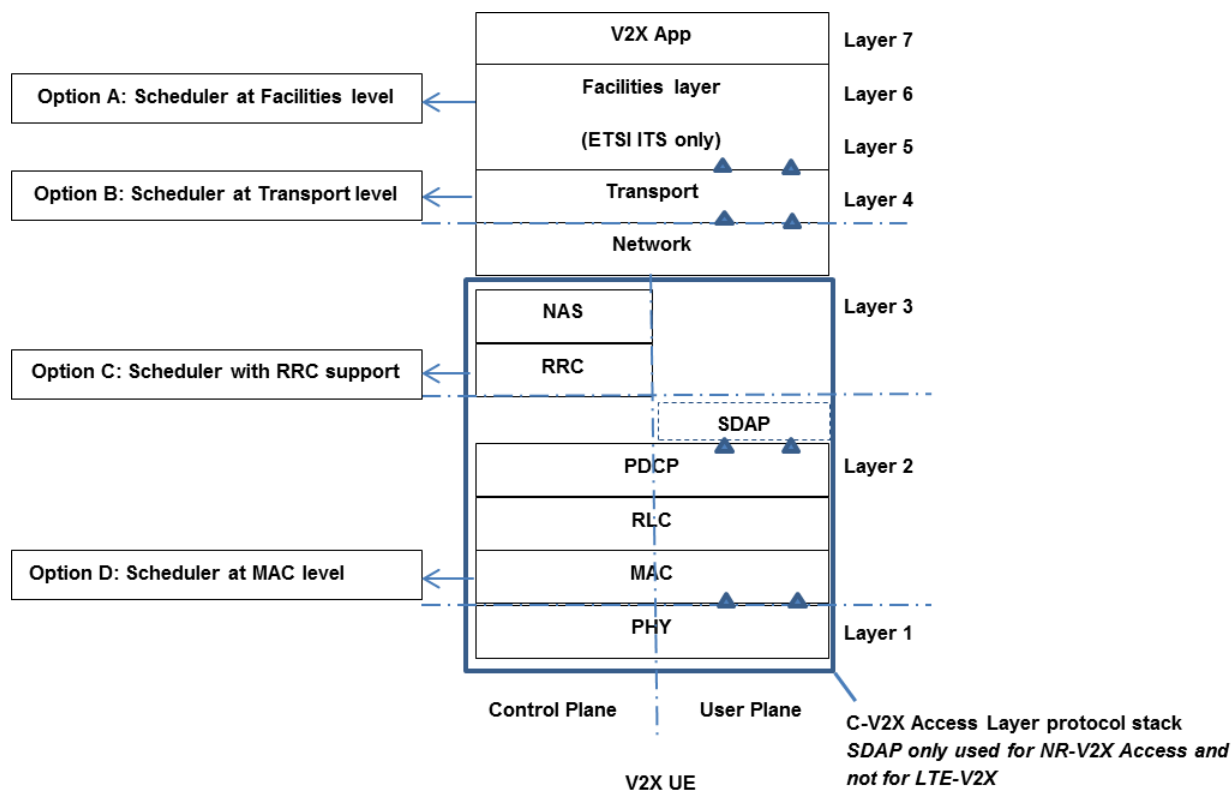 V2X App
Layer 7
Option A: Scheduler at Facilities level
Facilities layer
Layer 6
(ETSI ITS only)
Layer 5
Option B: Scheduler at Transport level
Transport
Layer 4
Network
NAS
Layer 3
Option C: Scheduler with RRC support
RRC
SDAP
PDCP
Layer 2
RLC
Option D: Scheduler at MAC level
MAC
PHY
Layer 1
Control Plane
User Plane
C-V2X Access Layer protocol stack
SDAP only used for NR-V2X Access and
not for LTE-V2X
V2X UE